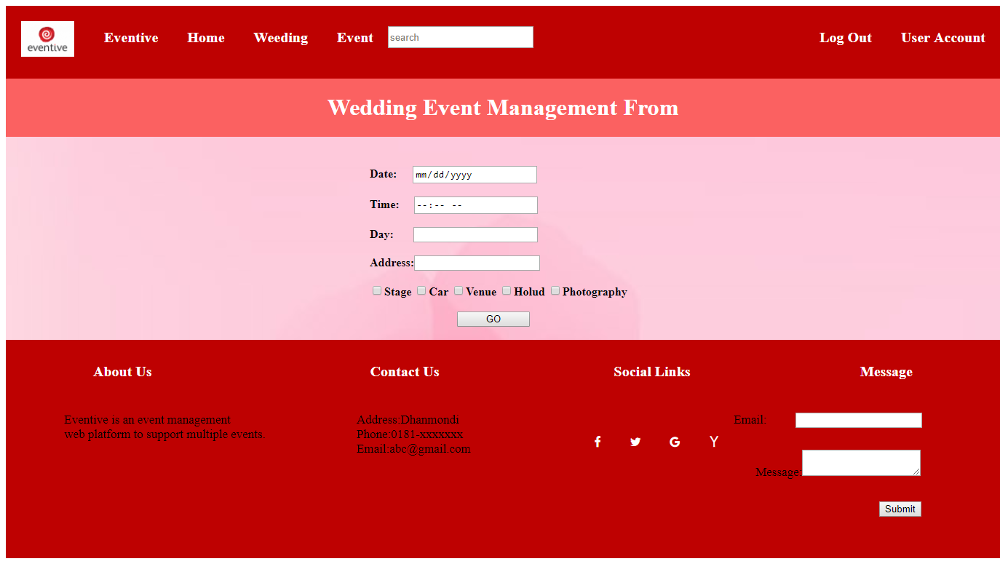 eventive Eventive Home Weeding Event search Log Out User Account
Wedding Event Management From
Date: mm/dd/yyyy
Time: --:-- --
Day:
Address:
Stage Car Venue Holud Photography
GO
About Us Contact Us Social Links Message
Eventive is an event management
web platform to support multiple events.
Address:Dhanmondi
Phone:0181-xxxxxxx
Email:abc@gmail.com
Email:
Message:
Submit